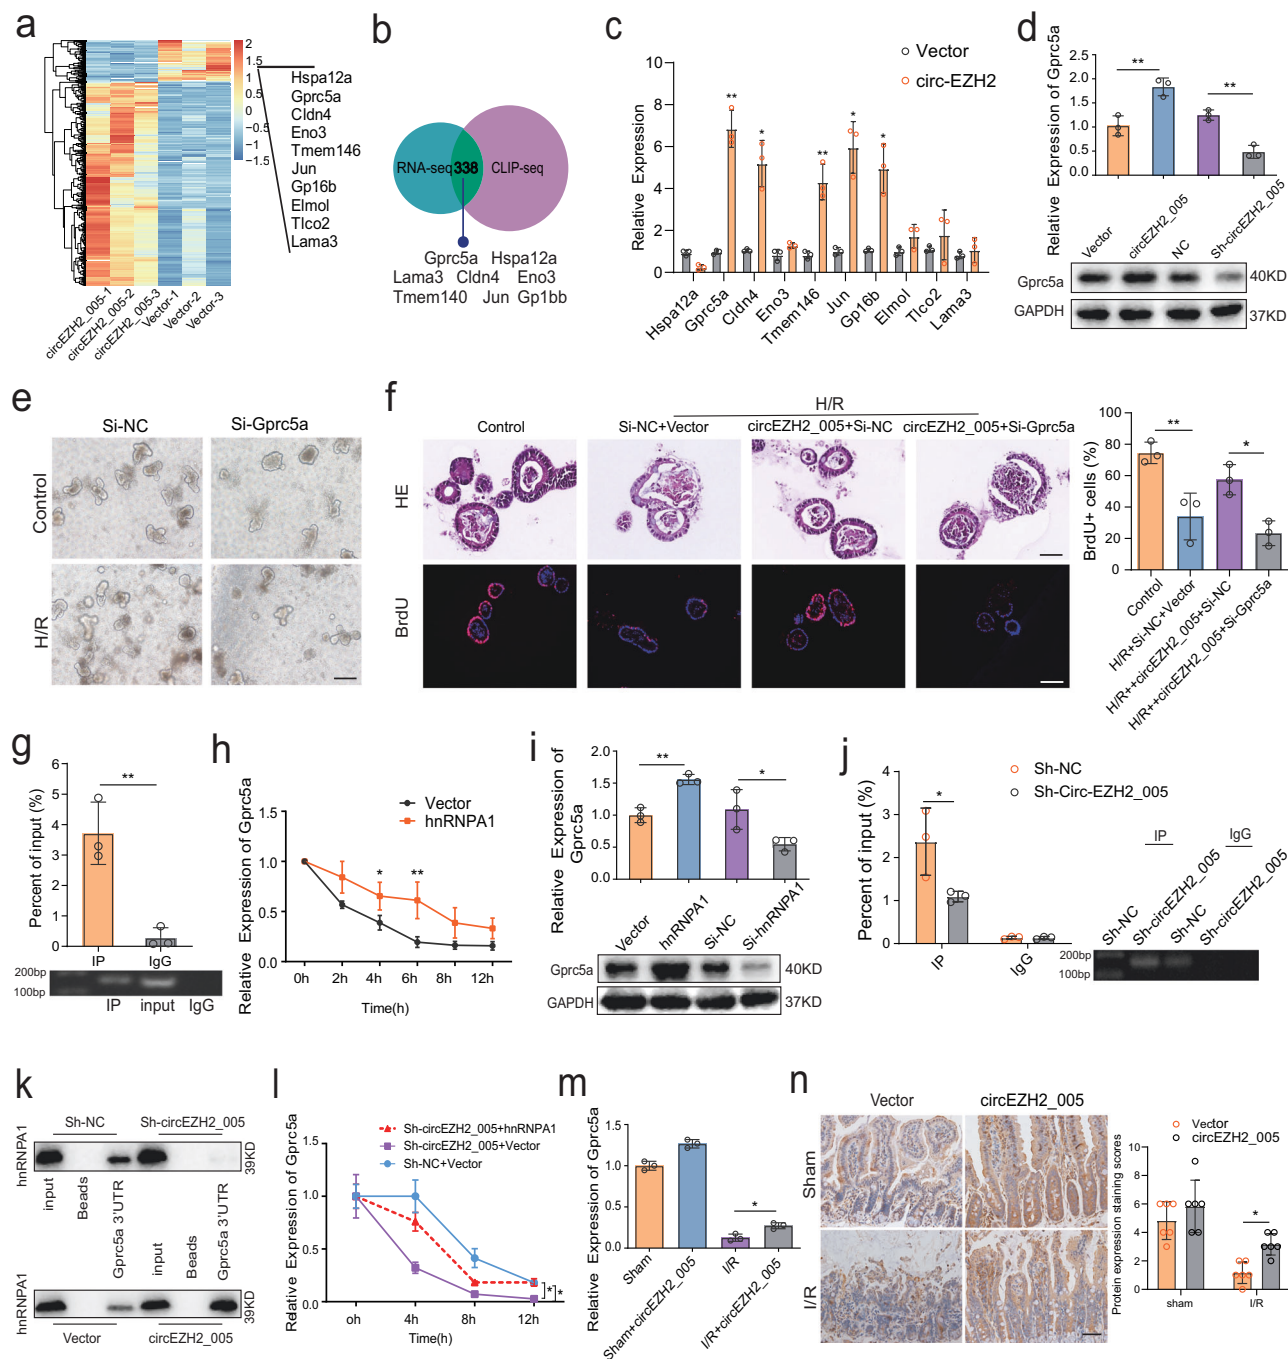 a
2
1.5
1
0.5
0
−0.5
−1
−1.5
Hspa12a
Gprc5a
Cldn4
Eno3
Tmem146
Jun
Gp16b
Elmol
Tlco2
Lama3
circEZH2_005-1
circEZH2_005-2
circEZH2_005-3
Vector-1
Vector-2
Vector-3
b
RNA-seq 338 CLIP-seq
Gprc5a Hspa12a
Lama3 Cldn4 Eno3
Tmem140 Jun Gp1bb
c
Vector
circ-EZH2
Relative Expression
10
8
6
4
2
0
** * ** * *
Hspa12a
Gprc5a
Cldn4
Eno3
Tmem146
Jun
Gp16b
Elmol
Tlco2
Lama3
d
Relative Expression of Gprc5a
2.5
2.0
1.5
1.0
0.5
0.0
** **
Vector
circEZH2_005
NC
Sh-circEZH2_005
Gprc5a 40KD
GAPDH 37KD
e
Si-NC Si-Gprc5a
Control
H/R
f
H/R
Control Si-NC+Vector circEZH2_005+Si-NC circEZH2_005+Si-Gprc5a
HE
BrdU
BrdU+ cells (%)
100
80
60
40
20
0
** *
Control
H/R+Si-NC+Vector
H/R++circEZH2_005+Si-NC
H/R++circEZH2_005+Si-Gprc5a
g
Percent of input (%)
6
5
4
3
2
1
0
**
IP IgG
200bp
100bp
IP input IgG
h
Relative Expression of Gprc5a
Vector
hnRNPA1
1.5
1.0
0.5
0.0
* **
0h 2h 4h 6h 8h 12h
Time(h)
i
Relative Expression of
Gprc5a
2.0
1.5
1.0
0.5
0.0
** *
Vector
hnRNPA1
Si-NC
Si-hnRNPA1
Gprc5a 40KD
GAPDH 37KD
j
Sh-NC
Sh-Circ-EZH2_005
Percent of input (%)
4
3
2
1
0
*
IP IgG
IP IgG
Sh-NC
Sh-circEZH2_005
Sh-NC
Sh-circEZH2_005
200bp
100bp
k
Sh-NC Sh-circEZH2_005
hnRNPA1 39KD
input
Beads
Gprc5a 3'UTR
input
Beads
Gprc5a 3'UTR
hnRNPA1 39KD
Vector circEZH2_005
l
Relative Expression of Gprc5a
Sh-circEZH2_005+hnRNPA1
Sh-circEZH2_005+Vector
Sh-NC+Vector
1.5
1.0
0.5
0.0
* *
oh 4h 8h 12h
Time(h)
m
Relative Expression of Gprc5a
1.5
1.0
0.5
0.0
*
Sham
Sham+circEZH2_005
I/R
I/R+circEZH2_005
n
Vector circEZH2_005
Sham
I/R
Vector
circEZH2_005
Protein expression staining scores
10
8
6
4
2
0
*
sham I/R